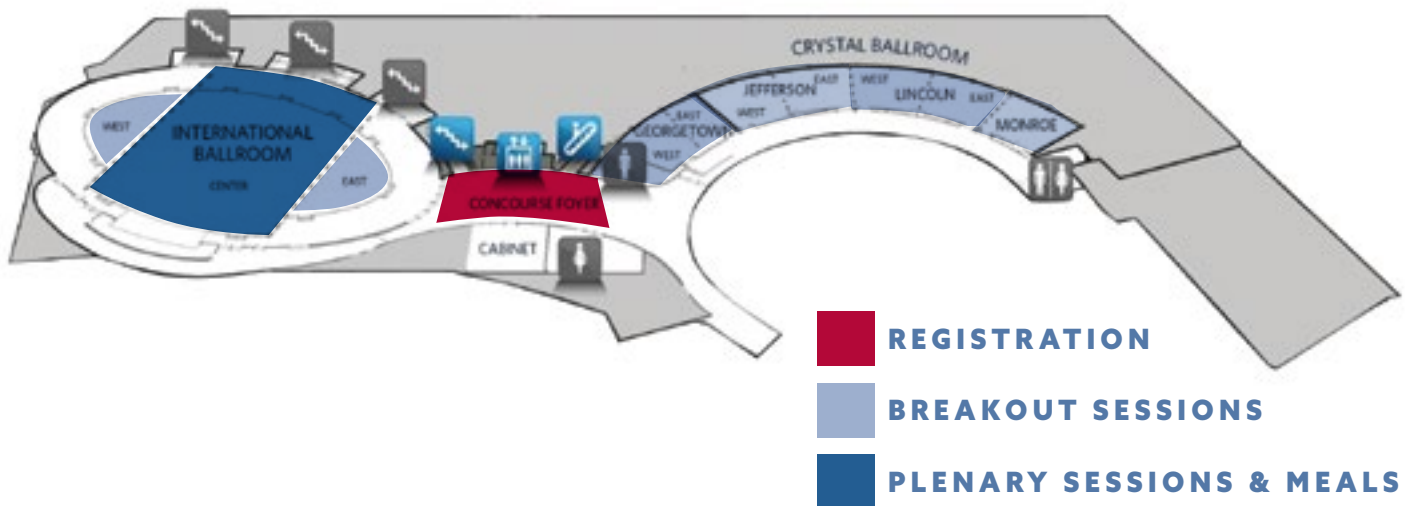 CRYSTAL BALLROOM
EAST
WEST
JEFFERSON
LINCOLN
EAST
WEST
EAST
GEORGETOWN
MONROE
WEST
WEST
INTERNATIONAL
BALLROOM
CENTER
EAST
CONCOURSE FOYER
CABINET
REGISTRATION
BREAKOUT SESSIONS
PLENARY SESSIONS & MEALS